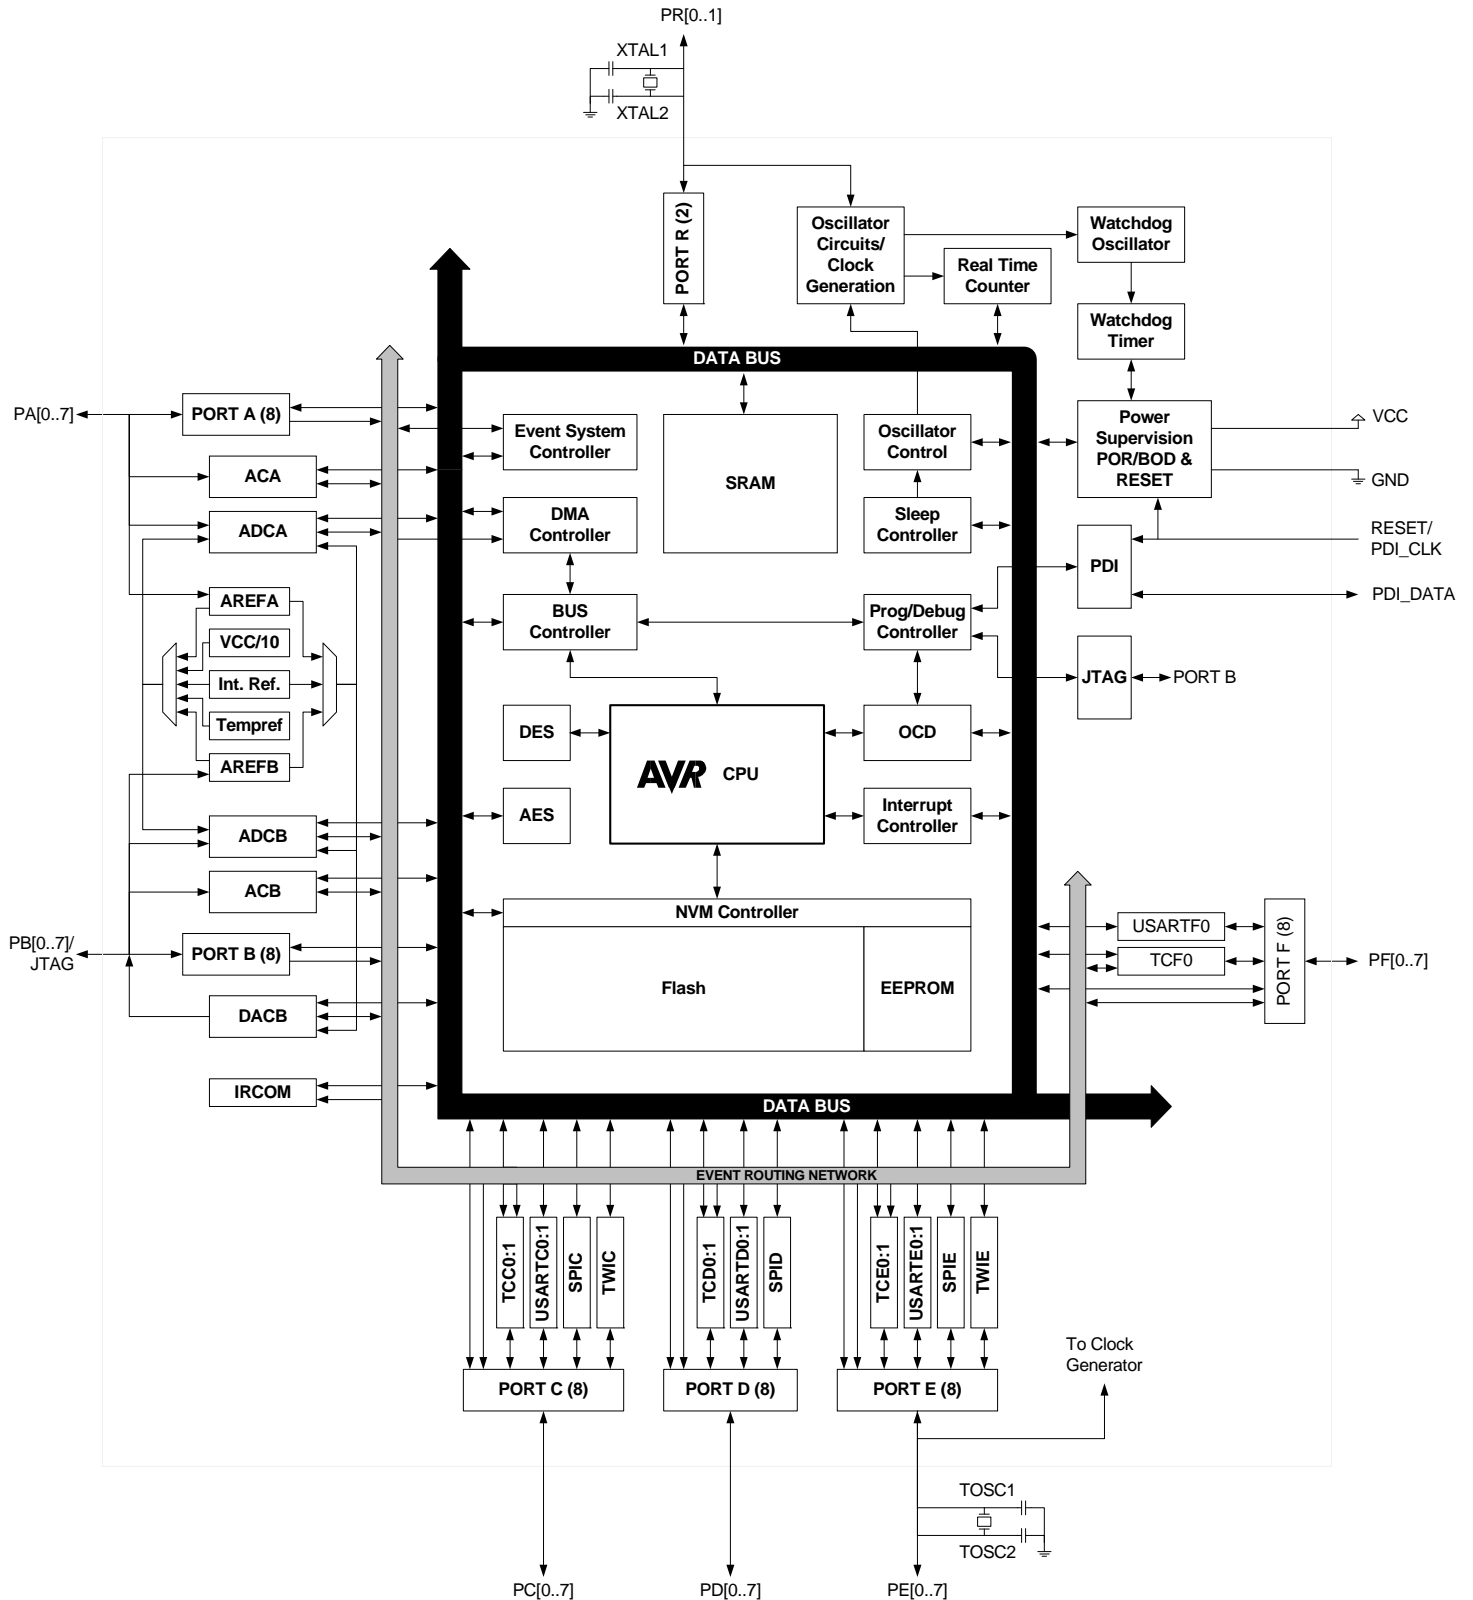 PR[0..1]
XTAL1
XTAL2
PORT R (2)
Oscillator
Circuits/
Clock
Generation
Watchdog
Oscillator
Real Time
Counter
Watchdog
Timer
DATA BUS
PA[0..7]
PORT A (8)
Event System
Controller
SRAM
Oscillator
Control
Power
Supervision
POR/BOD &
RESET
VCC
GND
ACA
ADCA
DMA
Controller
Sleep
Controller
PDI
RESET/
PDI_CLK
PDI_DATA
AREFA
VCC/10
Int. Ref.
Tempref
AREFB
BUS
Controller
Prog/Debug
Controller
JTAG
PORT B
DES
AVR CPU
OCD
AES
Interrupt
Controller
ADCB
ACB
NVM Controller
Flash
EEPROM
USARTF0
TCF0
PORT F (8)
PF[0..7]
PB[0..7]/
JTAG
PORT B (8)
DACB
IRCOM
DATA BUS
EVENT ROUTING NETWORK
TCC0:1
USARTC0:1
SPIC
TWIC
TCD0:1
USARTD0:1
SPID
TCE0:1
USARTE0:1
SPIE
TWIE
To Clock
Generator
PORT C (8)
PORT D (8)
PORT E (8)
TOSC1
TOSC2
PC[0..7]
PD[0..7]
PE[0..7]